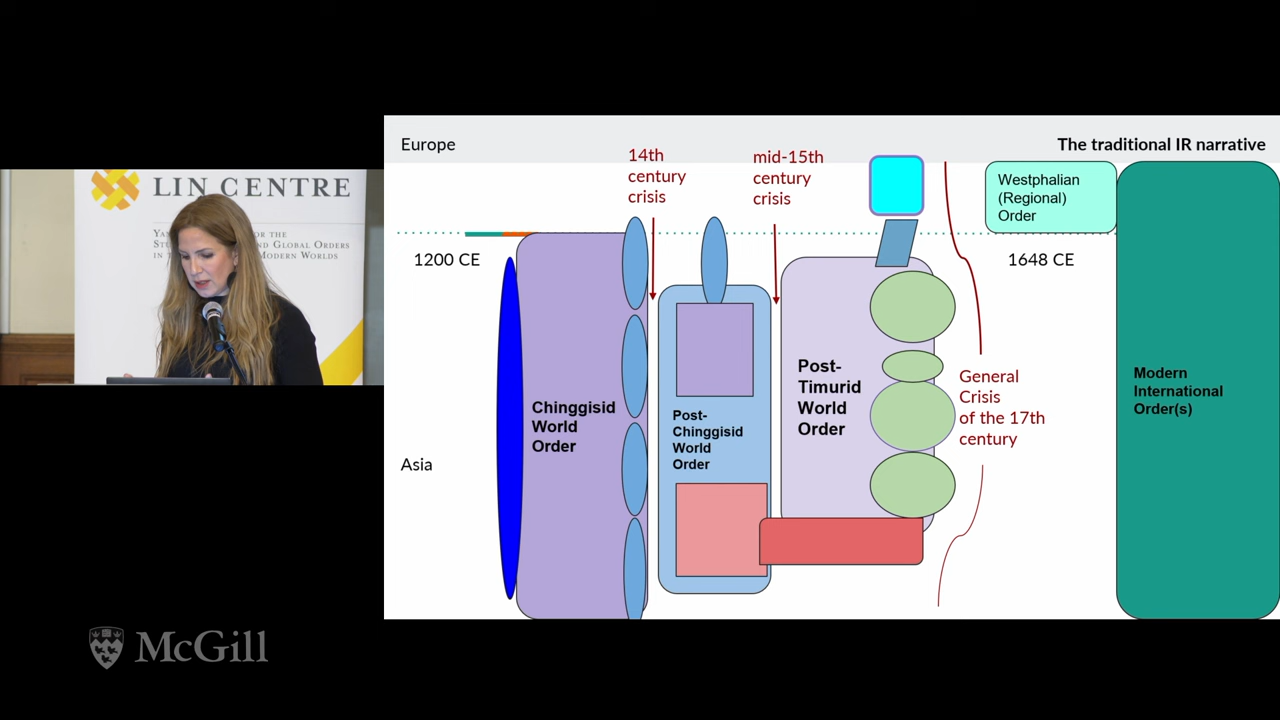 LIN CENTRE
FOR THE
AND GLOBAL ORDERS
IN
MODERN WORLDS
McGill
Europe
The traditional IR narrative
14th
century
crisis
mid-15th
century
crisis
Westphalian
(Regional)
Order
1200 CE
1648 CE
Chinggisid
World
Order
Post-
Chinggisid
World
Order
Post-
Timurid
World
Order
General
Crisis
of the 17th
century
Modern
International
Order(s)
Asia